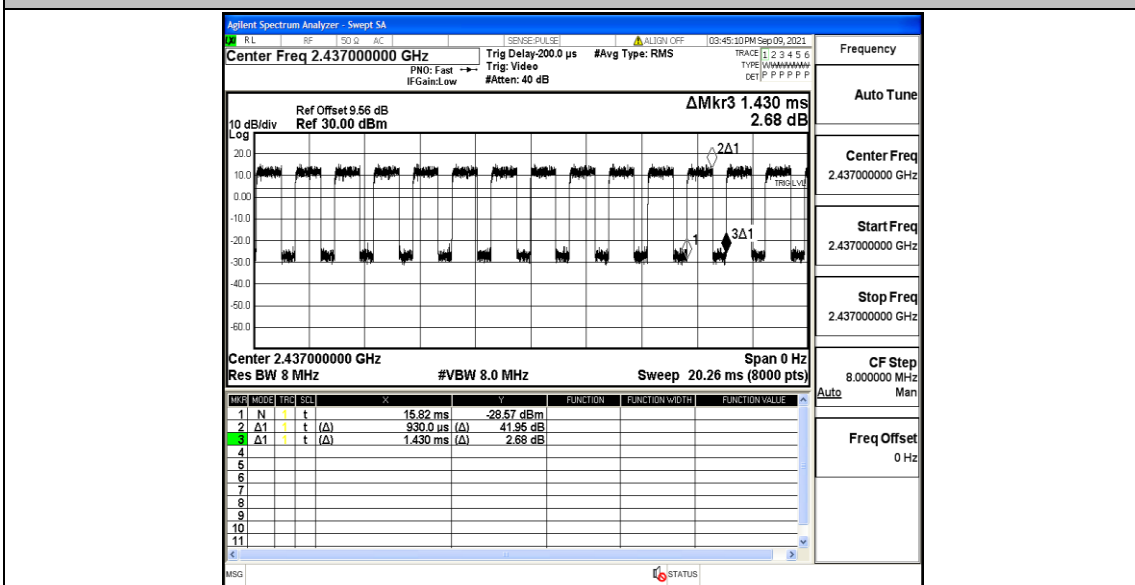 Agilent Spectrum Analyzer - Swept SA
RL RF 50 Ω AC SENSE:PULSE ALIGN OFF 03:45:10 PM Sep 09, 2021
Center Freq 2.437000000 GHz
PNO: Fast
IFGain:Low
Trig Delay-200.0 µs
Trig: Video
#Atten: 40 dB
#Avg Type: RMS
TRACE 1 2 3 4 5 6
TYPE
DET P P P P P P
ΔMkr3 1.430 ms
2.68 dB
Ref Offset 9.56 dB
Ref 30.00 dBm
10 dB/div
Log
20.0
10.0
0.00
-10.0
-20.0
-30.0
-40.0
-50.0
-60.0
2Δ1
TRIG LVL
1
3Δ1
Center 2.437000000 GHz
Span 0 Hz
Res BW 8 MHz
#VBW 8.0 MHz
Sweep 20.26 ms (8000 pts)
MKR MODE TRC SCL X Y FUNCTION FUNCTION WIDTH FUNCTION VALUE
1 N 1 t 15.82 ms -28.57 dBm
2 Δ1 1 t (Δ) 930.0 µs (Δ) 41.95 dB
3 Δ1 1 t (Δ) 1.430 ms (Δ) 2.68 dB
4
5
6
7
8
9
10
11
MSG
STATUS
Frequency
Auto Tune
Center Freq
2.437000000 GHz
Start Freq
2.437000000 GHz
Stop Freq
2.437000000 GHz
CF Step
8.000000 MHz
Auto Man
Freq Offset
0 Hz